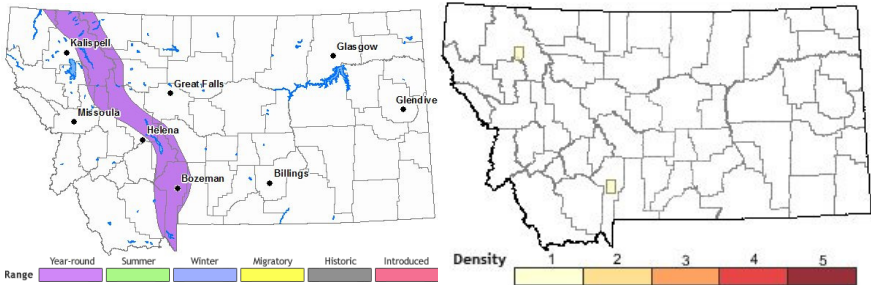 Kalispell
Glasgow
Great Falls
Glendive
Missoula
Helena
Bozeman
Billings
Range Year-round Summer Winter Migratory Historic Introduced
Density 1 2 3 4 5